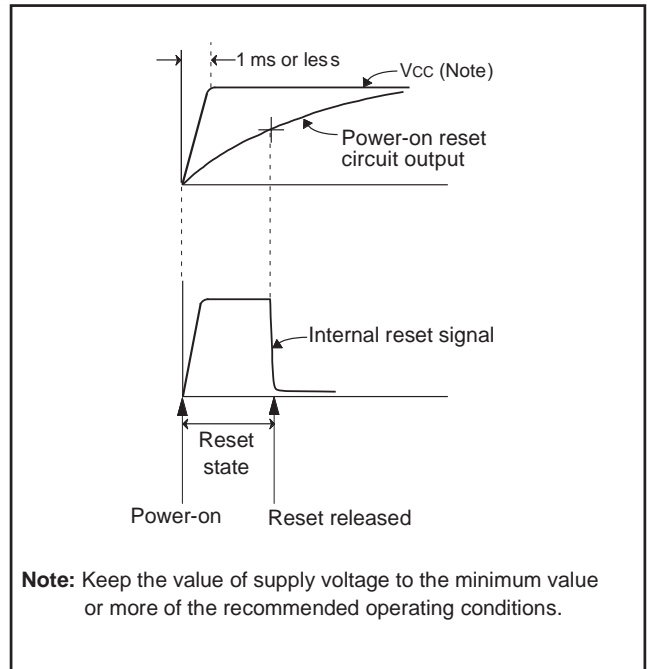 1 ms or less
VCC (Note)
Power-on reset
circuit output
Internal reset signal
Reset
state
Power-on
Reset released
Note: Keep the value of supply voltage to the minimum value
or more of the recommended operating conditions.